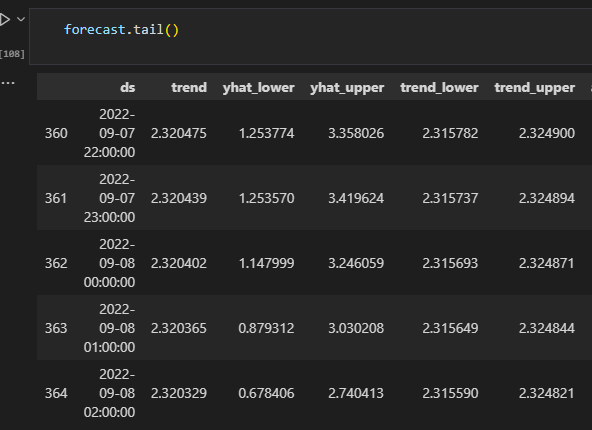 forecast.tail()
[108]
...
ds trend yhat_lower yhat_upper trend_lower trend_upper
360 2022-09-07 22:00:00 2.320475 1.253774 3.358026 2.315782 2.324900
361 2022-09-07 23:00:00 2.320439 1.253570 3.419624 2.315737 2.324894
362 2022-09-08 00:00:00 2.320402 1.147999 3.246059 2.315693 2.324871
363 2022-09-08 01:00:00 2.320365 0.879312 3.030208 2.315649 2.324844
364 2022-09-08 02:00:00 2.320329 0.678406 2.740413 2.315590 2.324821